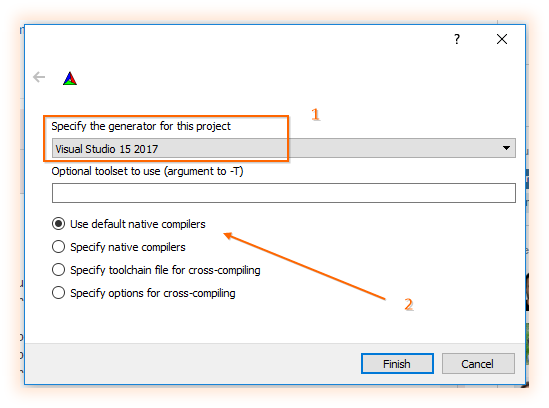 ?
1
Specify the generator for this project
Visual Studio 15 2017
Optional toolset to use (argument to -T)
Use default native compilers
Specify native compilers
Specify toolchain file for cross-compiling
Specify options for cross-compiling
2
Finish
Cancel